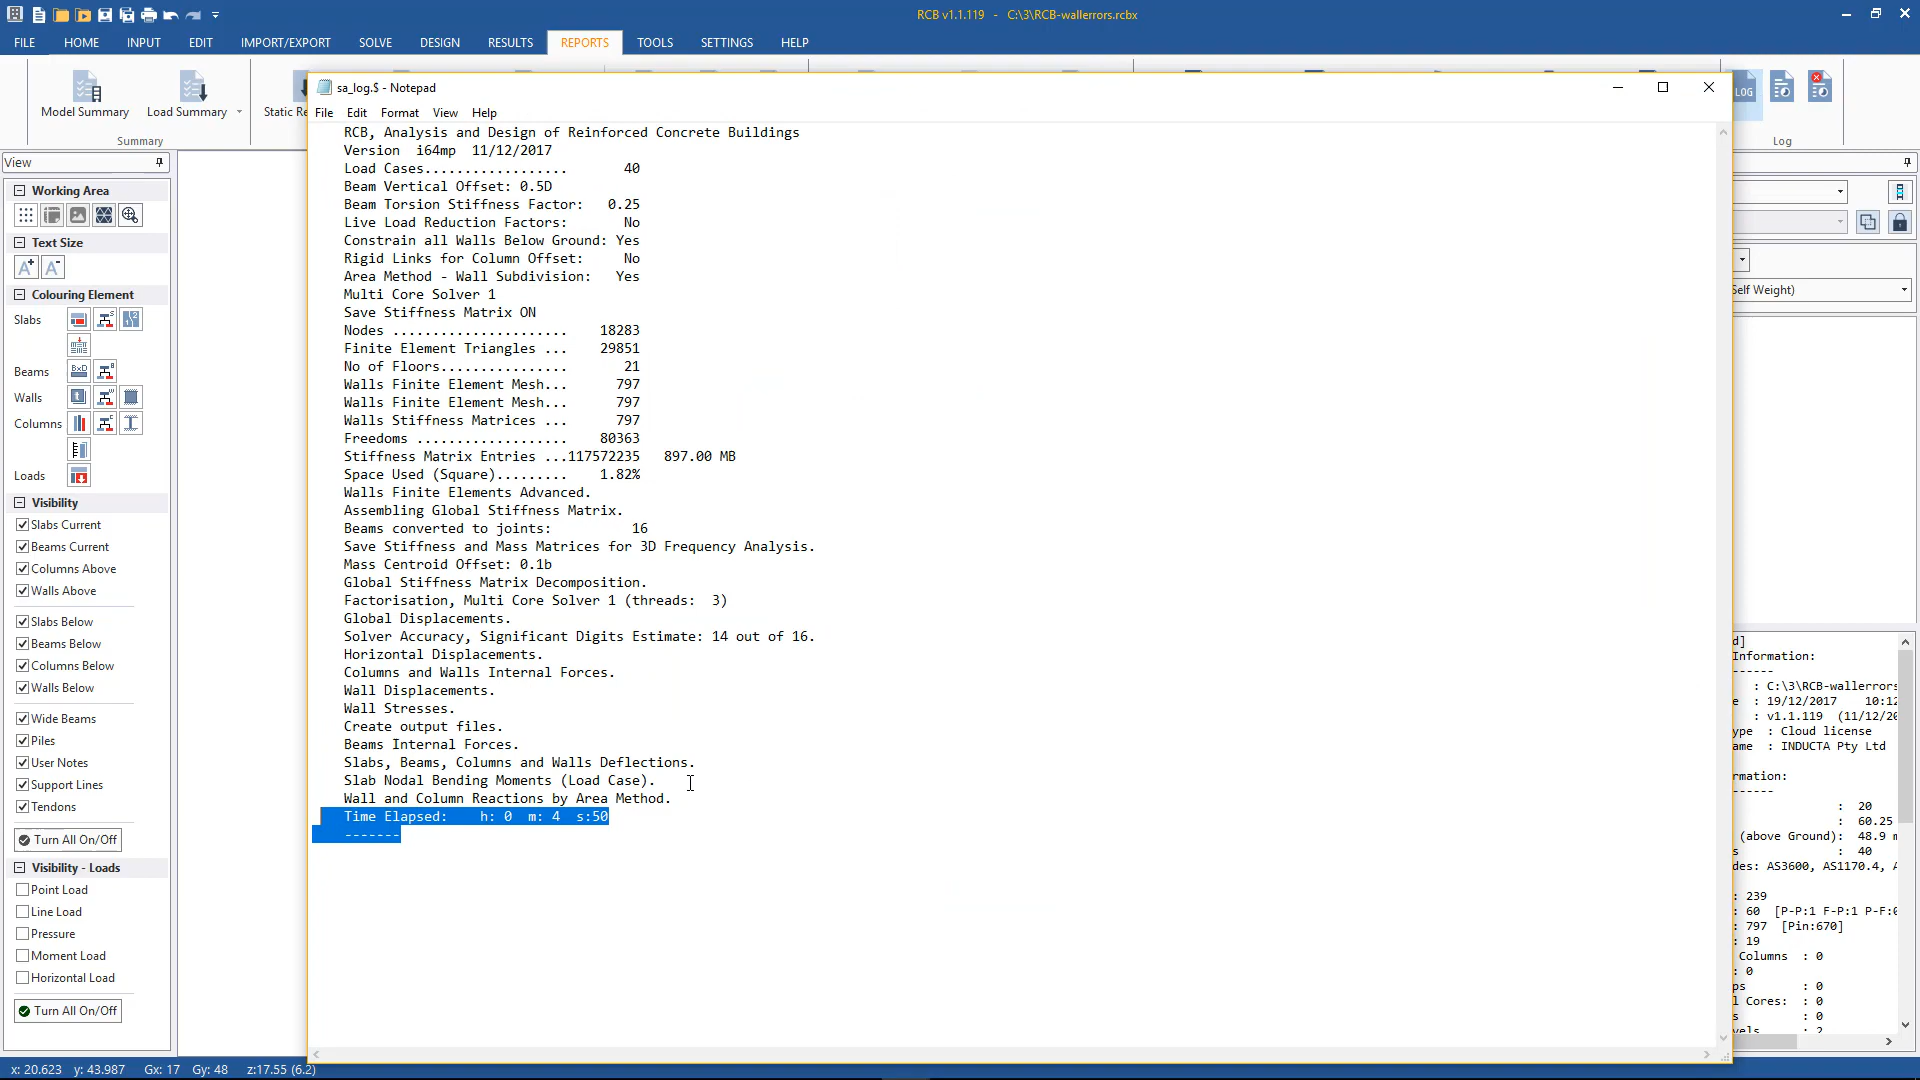 RCB v1.1.119 - C:\3\RCB-wallerrors.rcbx
FILE HOME INPUT EDIT IMPORT/EXPORT SOLVE DESIGN RESULTS REPORTS TOOLS SETTINGS HELP
Model Summary
Load Summary
Summary
Static Re
LOG
Log
View
Working Area
Text Size
A+ A-
Colouring Element
Slabs
Beams
BxD
Walls
Columns
Loads
Visibility
Slabs Current
Beams Current
Columns Above
Walls Above
Slabs Below
Beams Below
Columns Below
Walls Below
Wide Beams
Piles
User Notes
Support Lines
Tendons
Turn All On/Off
Visibility - Loads
Point Load
Line Load
Pressure
Moment Load
Horizontal Load
Turn All On/Off
sa_log.$ - Notepad
File Edit Format View Help
RCB, Analysis and Design of Reinforced Concrete Buildings
Version i64mp 11/12/2017
Load Cases.................. 40
Beam Vertical Offset: 0.5D
Beam Torsion Stiffness Factor: 0.25
Live Load Reduction Factors: No
Constrain all Walls Below Ground: Yes
Rigid Links for Column Offset: No
Area Method - Wall Subdivision: Yes
Multi Core Solver 1
Save Stiffness Matrix ON
Nodes ...................... 18283
Finite Element Triangles ... 29851
No of Floors................ 21
Walls Finite Element Mesh... 797
Walls Finite Element Mesh... 797
Walls Stiffness Matrices ... 797
Freedoms ................... 80363
Stiffness Matrix Entries ...117572235 897.00 MB
Space Used (Square)......... 1.82%
Walls Finite Elements Advanced.
Assembling Global Stiffness Matrix.
Beams converted to joints: 16
Save Stiffness and Mass Matrices for 3D Frequency Analysis.
Mass Centroid Offset: 0.1b
Global Stiffness Matrix Decomposition.
Factorisation, Multi Core Solver 1 (threads: 3)
Global Displacements.
Solver Accuracy, Significant Digits Estimate: 14 out of 16.
Horizontal Displacements.
Columns and Walls Internal Forces.
Wall Displacements.
Wall Stresses.
Create output files.
Beams Internal Forces.
Slabs, Beams, Columns and Walls Deflections.
Slab Nodal Bending Moments (Load Case).
Wall and Column Reactions by Area Method.
Time Elapsed: h: 0 m: 4 s:50
-------
Self Weight)
d]
Information:
-------
: C:\3\RCB-wallerrors
e : 19/12/2017 10:12
: v1.1.119 (11/12/20
ype : Cloud license
ame : INDUCTA Pty Ltd
rmation:
: 20
: 60.25
(above Ground): 48.9 m
s : 40
des: AS3600, AS1170.4, A
: 239
: 60 [P-P:1 F-P:1 P-F:0
: 797 [Pin:670]
: 19
Columns : 0
: 0
ps : 0
l Cores: : 0
s : 0
vels : 2
x: 20.623 y: 43.987 Gx: 17 Gy: 48 z:17.55 (6.2)